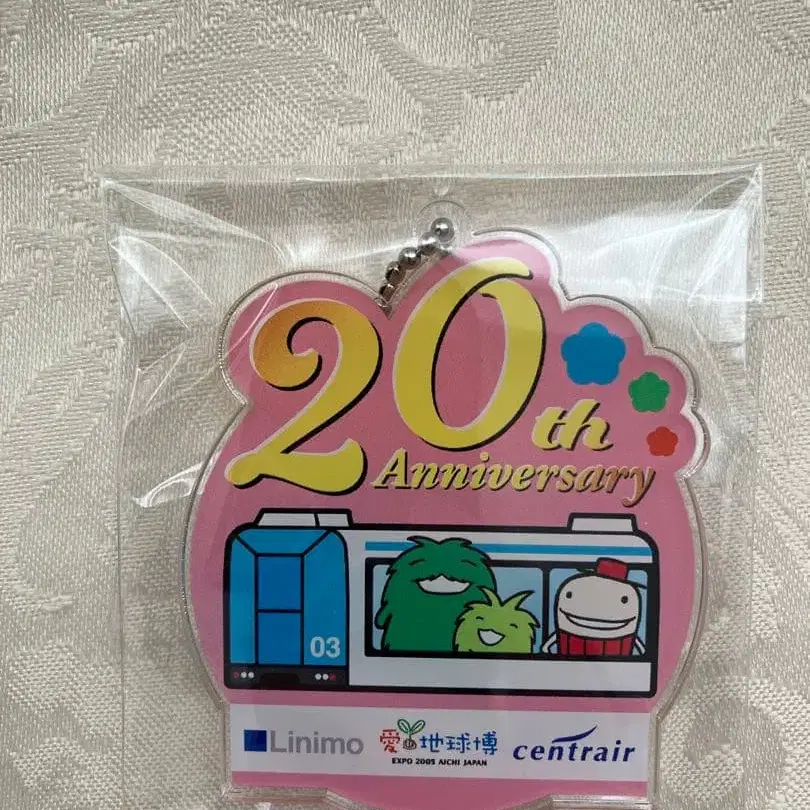 20th
Anniversary
03
Linimo 愛・地球博 centrair
EXPO 2005 AICHI JAPAN